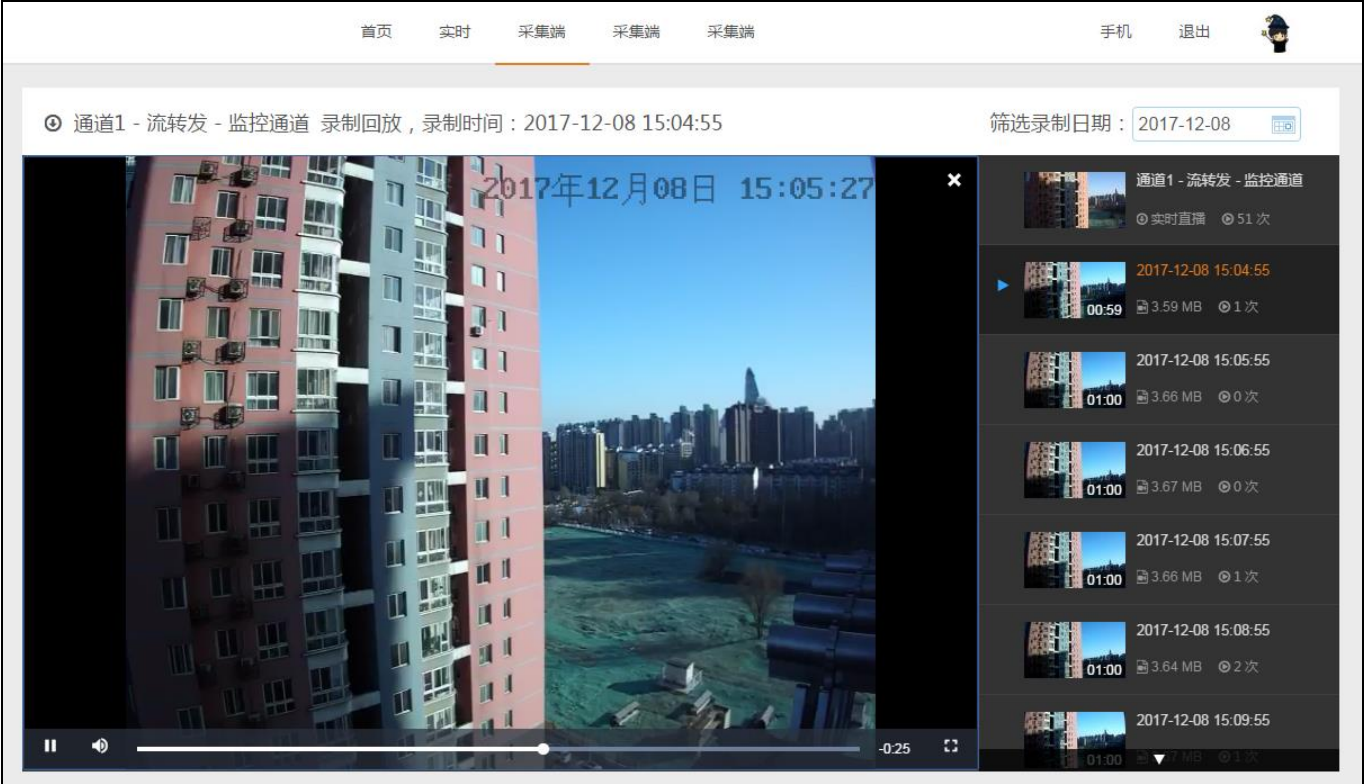 首页 实时 采集端 采集端 采集端 手机 退出
通道1 - 流转发 - 监控通道 录制回放，录制时间：2017-12-08 15:04:55
筛选录制日期：2017-12-08
2017年12月08日 15:05:27
-0:25
通道1 - 流转发 - 监控通道
实时直播 51 次
2017-12-08 15:04:55
00:59 3.59 MB 1 次
2017-12-08 15:05:55
01:00 3.66 MB 0 次
2017-12-08 15:06:55
01:00 3.67 MB 0 次
2017-12-08 15:07:55
01:00 3.66 MB 1 次
2017-12-08 15:08:55
01:00 3.64 MB 2 次
2017-12-08 15:09:55
01:00 MB 1 次